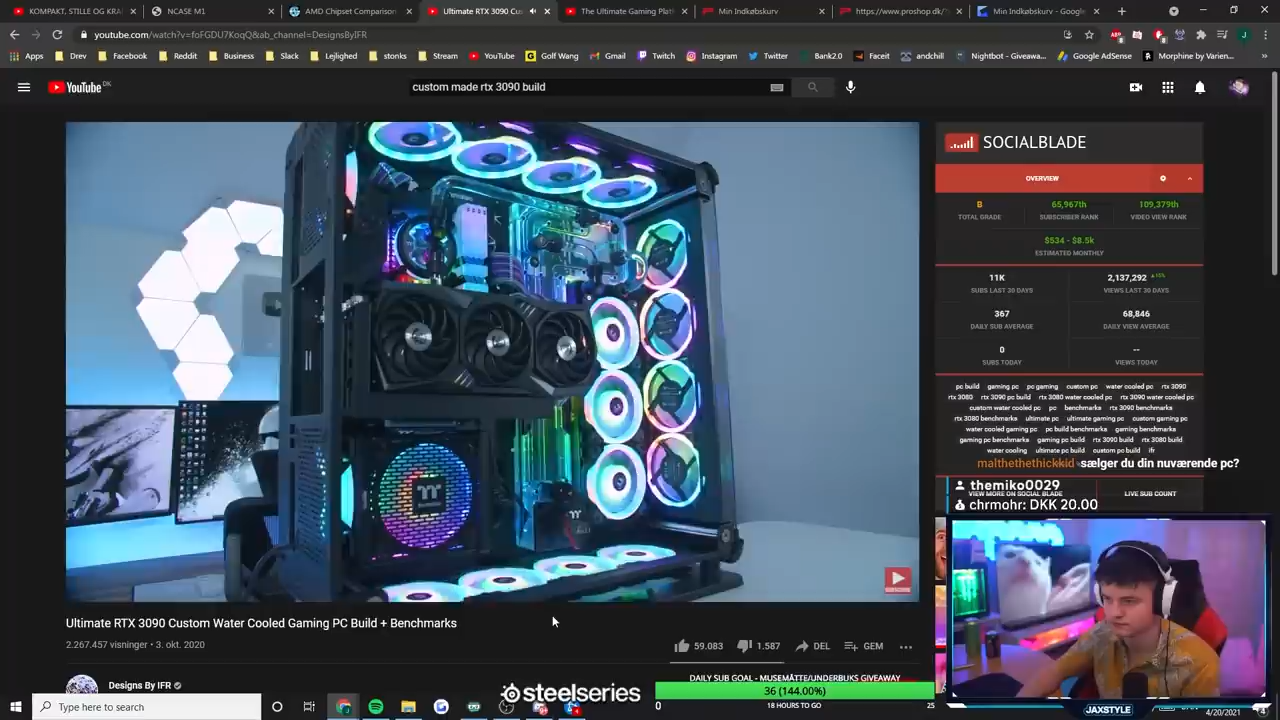 KOMPAKT, STILLE OG KRA
NCASE M1
AMD Chipset Comparison
Ultimate RTX 3090 Cu
The Ultimate Gaming Pla
Min Indkøbskurv
https://www.proshop.dk/
Min Indkøbskurv - Google
youtube.com/watch?v=foFGDU7KoqQ&ab_channel=DesignsByIFR
Apps Drev Facebook Reddit Business Slack Lejlighed stonks Stream YouTube Golf Wang Gmail Twitch Instagram Twitter Bank2.0 Faceit andchill Nightbot - Giveawa... Google AdSense Morphine by Varien...
YouTube DK
custom made rtx 3090 build
SOCIALBLADE
OVERVIEW
B 65,967th 109,379th
TOTAL GRADE SUBSCRIBER RANK VIDEO VIEW RANK
$534 - $8.5k
ESTIMATED MONTHLY
11K 2,137,292
SUBS LAST 30 DAYS VIEWS LAST 30 DAYS
367 68,846
DAILY SUB AVERAGE DAILY VIEW AVERAGE
0 --
SUBS TODAY VIEWS TODAY
pc build gaming pc pc gaming custom pc water cooled pc rtx 3090
rtx 3080 rtx 3090 pc build rtx 3080 water cooled pc rtx 3090 water cooled pc
custom water cooled pc pc benchmarks rtx 3090 benchmarks
rtx 3080 benchmarks ultimate pc ultimate gaming pc custom gaming pc
water cooled gaming pc pc build benchmarks gaming benchmarks
gaming pc benchmarks gaming pc build rtx 3090 build rtx 3080 build
water cooling ultimate pc build custom pc build ifr
malthethethickkid sælger du din nuværende pc?
themiko0029
VIEW MORE ON SOCIAL BLADE LIVE SUB COUNT
chrmohr: DKK 20.00
SUBSCRIBE
Ultimate RTX 3090 Custom Water Cooled Gaming PC Build + Benchmarks
2.267.457 visninger • 3. okt. 2020
59.083 1.587 DEL GEM
Designs By IFR
steelseries
DAILY SUB GOAL - MUSEMÅTTE/UNDERBUKS GIVEAWAY
36 (144.00%)
0 18 HOURS TO GO 25
JAXSTYLE
Type here to search
4/20/2021